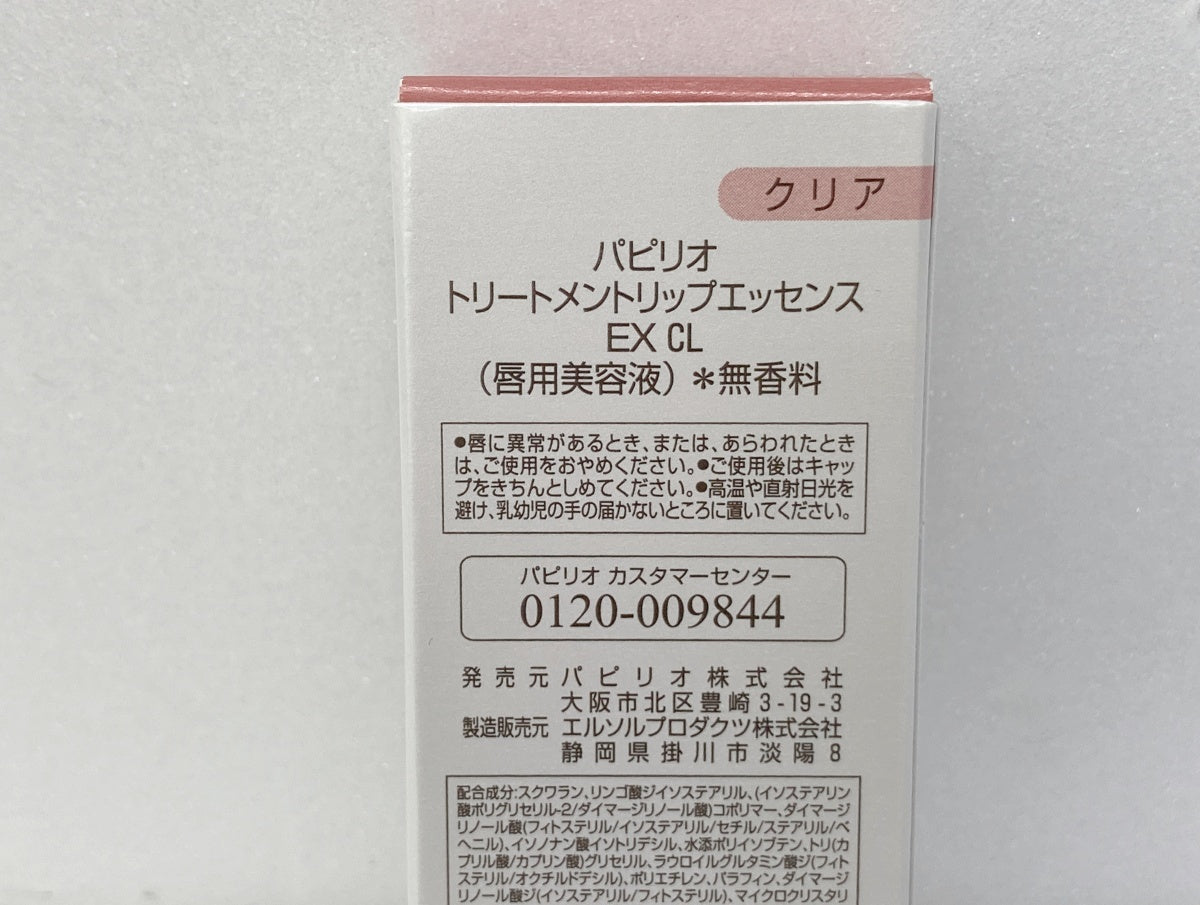 クリア
パピリオ
トリートメントリップエッセンス
EX CL
（唇用美容液）＊無香料
●唇に異常があるとき、または、あらわれたとき
は、ご使用をおやめください。●ご使用後はキャッ
プをきちんとしめてください。●高温や直射日光を
避け、乳幼児の手の届かないところに置いてください。
パピリオ カスタマーセンター
0120-009844
発売元 パピリオ株式会社
大阪市北区豊崎3-19-3
製造販売元 エルソルプロダクツ株式会社
静岡県掛川市淡陽8
配合成分:スクワラン、リンゴ酸ジイソステアリル、(イソステアリン
酸ポリグリセリル-2/ダイマージリノール酸)コポリマー、ダイマージ
リノール酸(フィトステリル/イソステアリル/セチル/ステアリル/ベ
ヘニル)、イソノナン酸イソトリデシル、水添ポリイソブテン、トリ(カ
プリル酸/カプリン酸)グリセリル、ラウロイルグルタミン酸ジ(フィト
ステリル/オクチルドデシル)、ポリエチレン、パラフィン、ダイマージ
リノール酸ジ(イソステアリル/フィトステリル)、マイクロクリスタリ